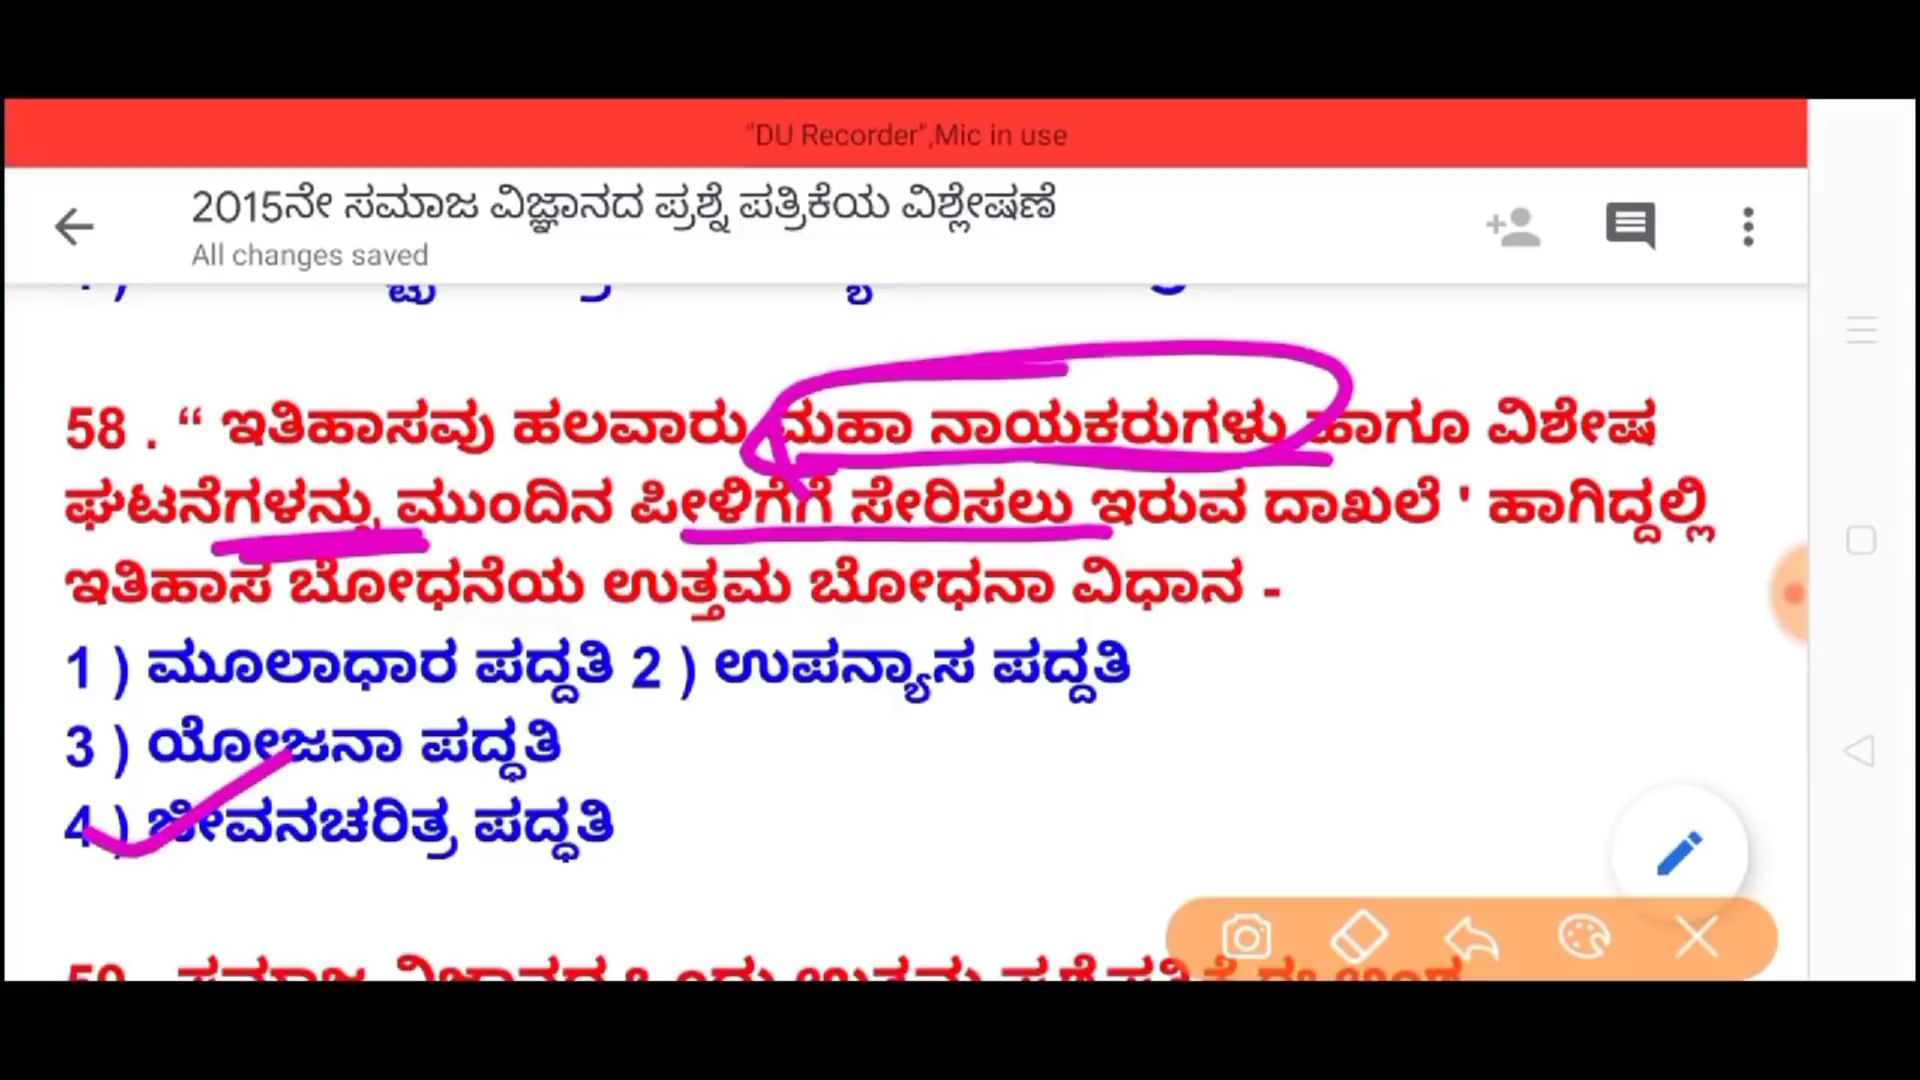 "DU Recorder",Mic in use
2015ನೇ ಸಮಾಜ ವಿಜ್ಞಾನದ ಪ್ರಶ್ನೆ ಪತ್ರಿಕೆಯ ವಿಶ್ಲೇಷಣೆ
All changes saved
58 . “ ಇತಿಹಾಸವು ಹಲವಾರು ಮಹಾ ನಾಯಕರುಗಳು ಹಾಗೂ ವಿಶೇಷ
ಘಟನೆಗಳನ್ನು ಮುಂದಿನ ಪೀಳಿಗೆಗೆ ಸೇರಿಸಲು ಇರುವ ದಾಖಲೆ ' ಹಾಗಿದ್ದಲ್ಲಿ
ಇತಿಹಾಸ ಬೋಧನೆಯ ಉತ್ತಮ ಬೋಧನಾ ವಿಧಾನ -
1 ) ಮೂಲಾಧಾರ ಪದ್ದತಿ 2 ) ಉಪನ್ಯಾಸ ಪದ್ದತಿ
3 ) ಯೋಜನಾ ಪದ್ಧತಿ
4 ) ಜೀವನಚರಿತ್ರ ಪದ್ಧತಿ